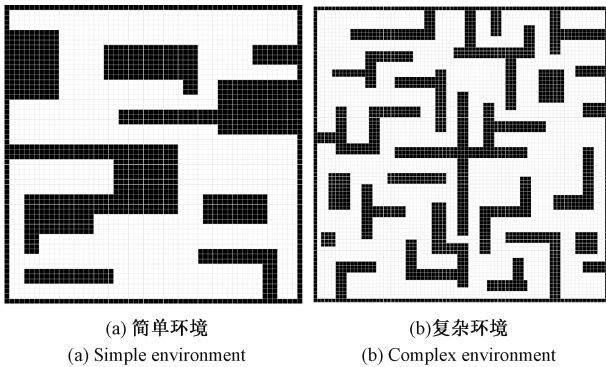 (a) 简单环境
(b)复杂环境
(a) Simple environment
(b) Complex environment